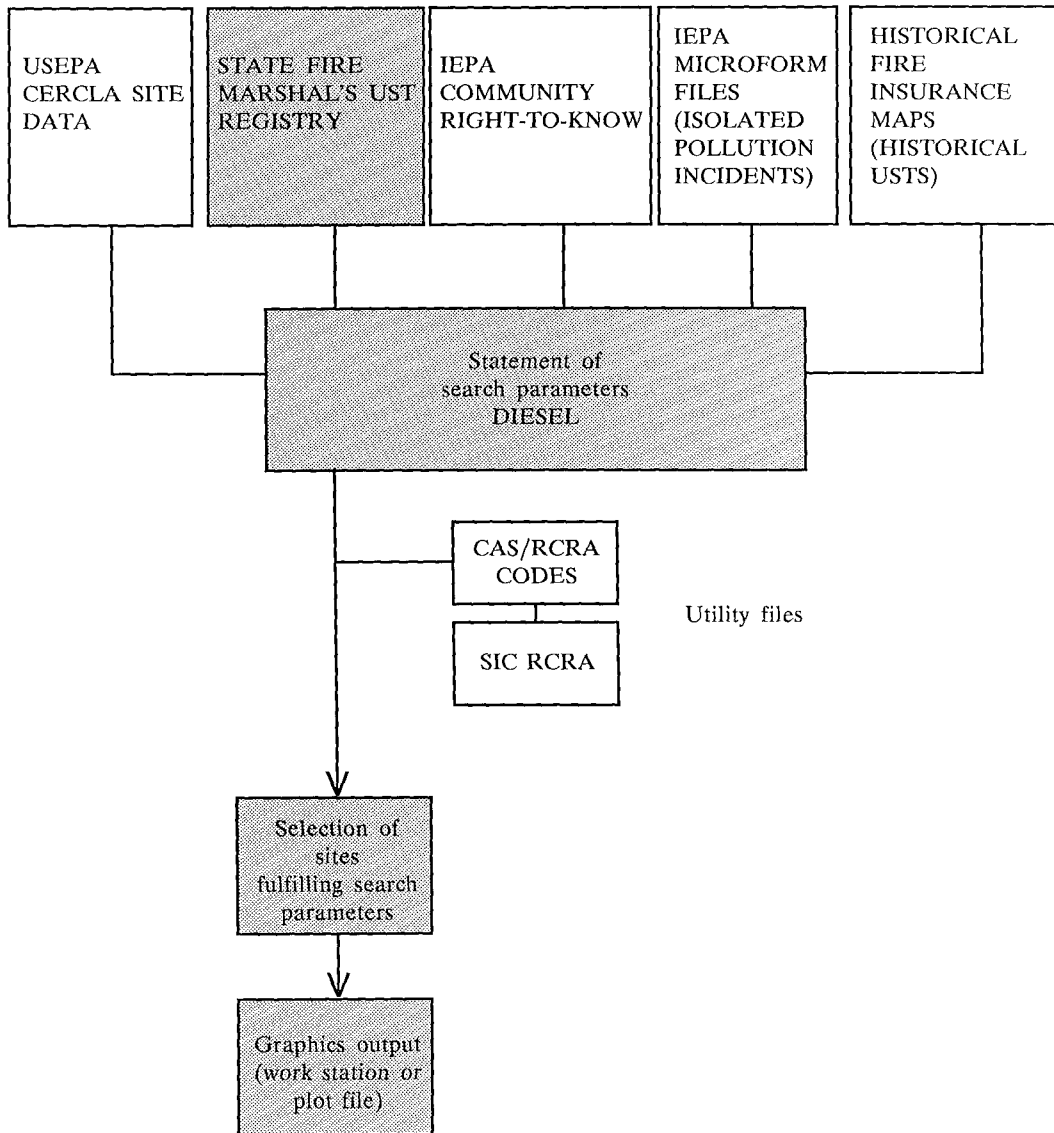 USEPA
CERCLA SITE
DATA
STATE FIRE
MARSHAL'S UST
REGISTRY
IEPA
COMMUNITY
RIGHT-TO-KNOW
IEPA
MICROFORM
FILES
(ISOLATED
POLLUTION
INCIDENTS)
HISTORICAL
FIRE
INSURANCE
MAPS
(HISTORICAL
USTS)
Statement of
search parameters
DIESEL
CAS/RCRA
CODES
Utility files
SIC RCRA
Selection of
sites
fulfilling search
parameters
Graphics output
(work station or
plot file)